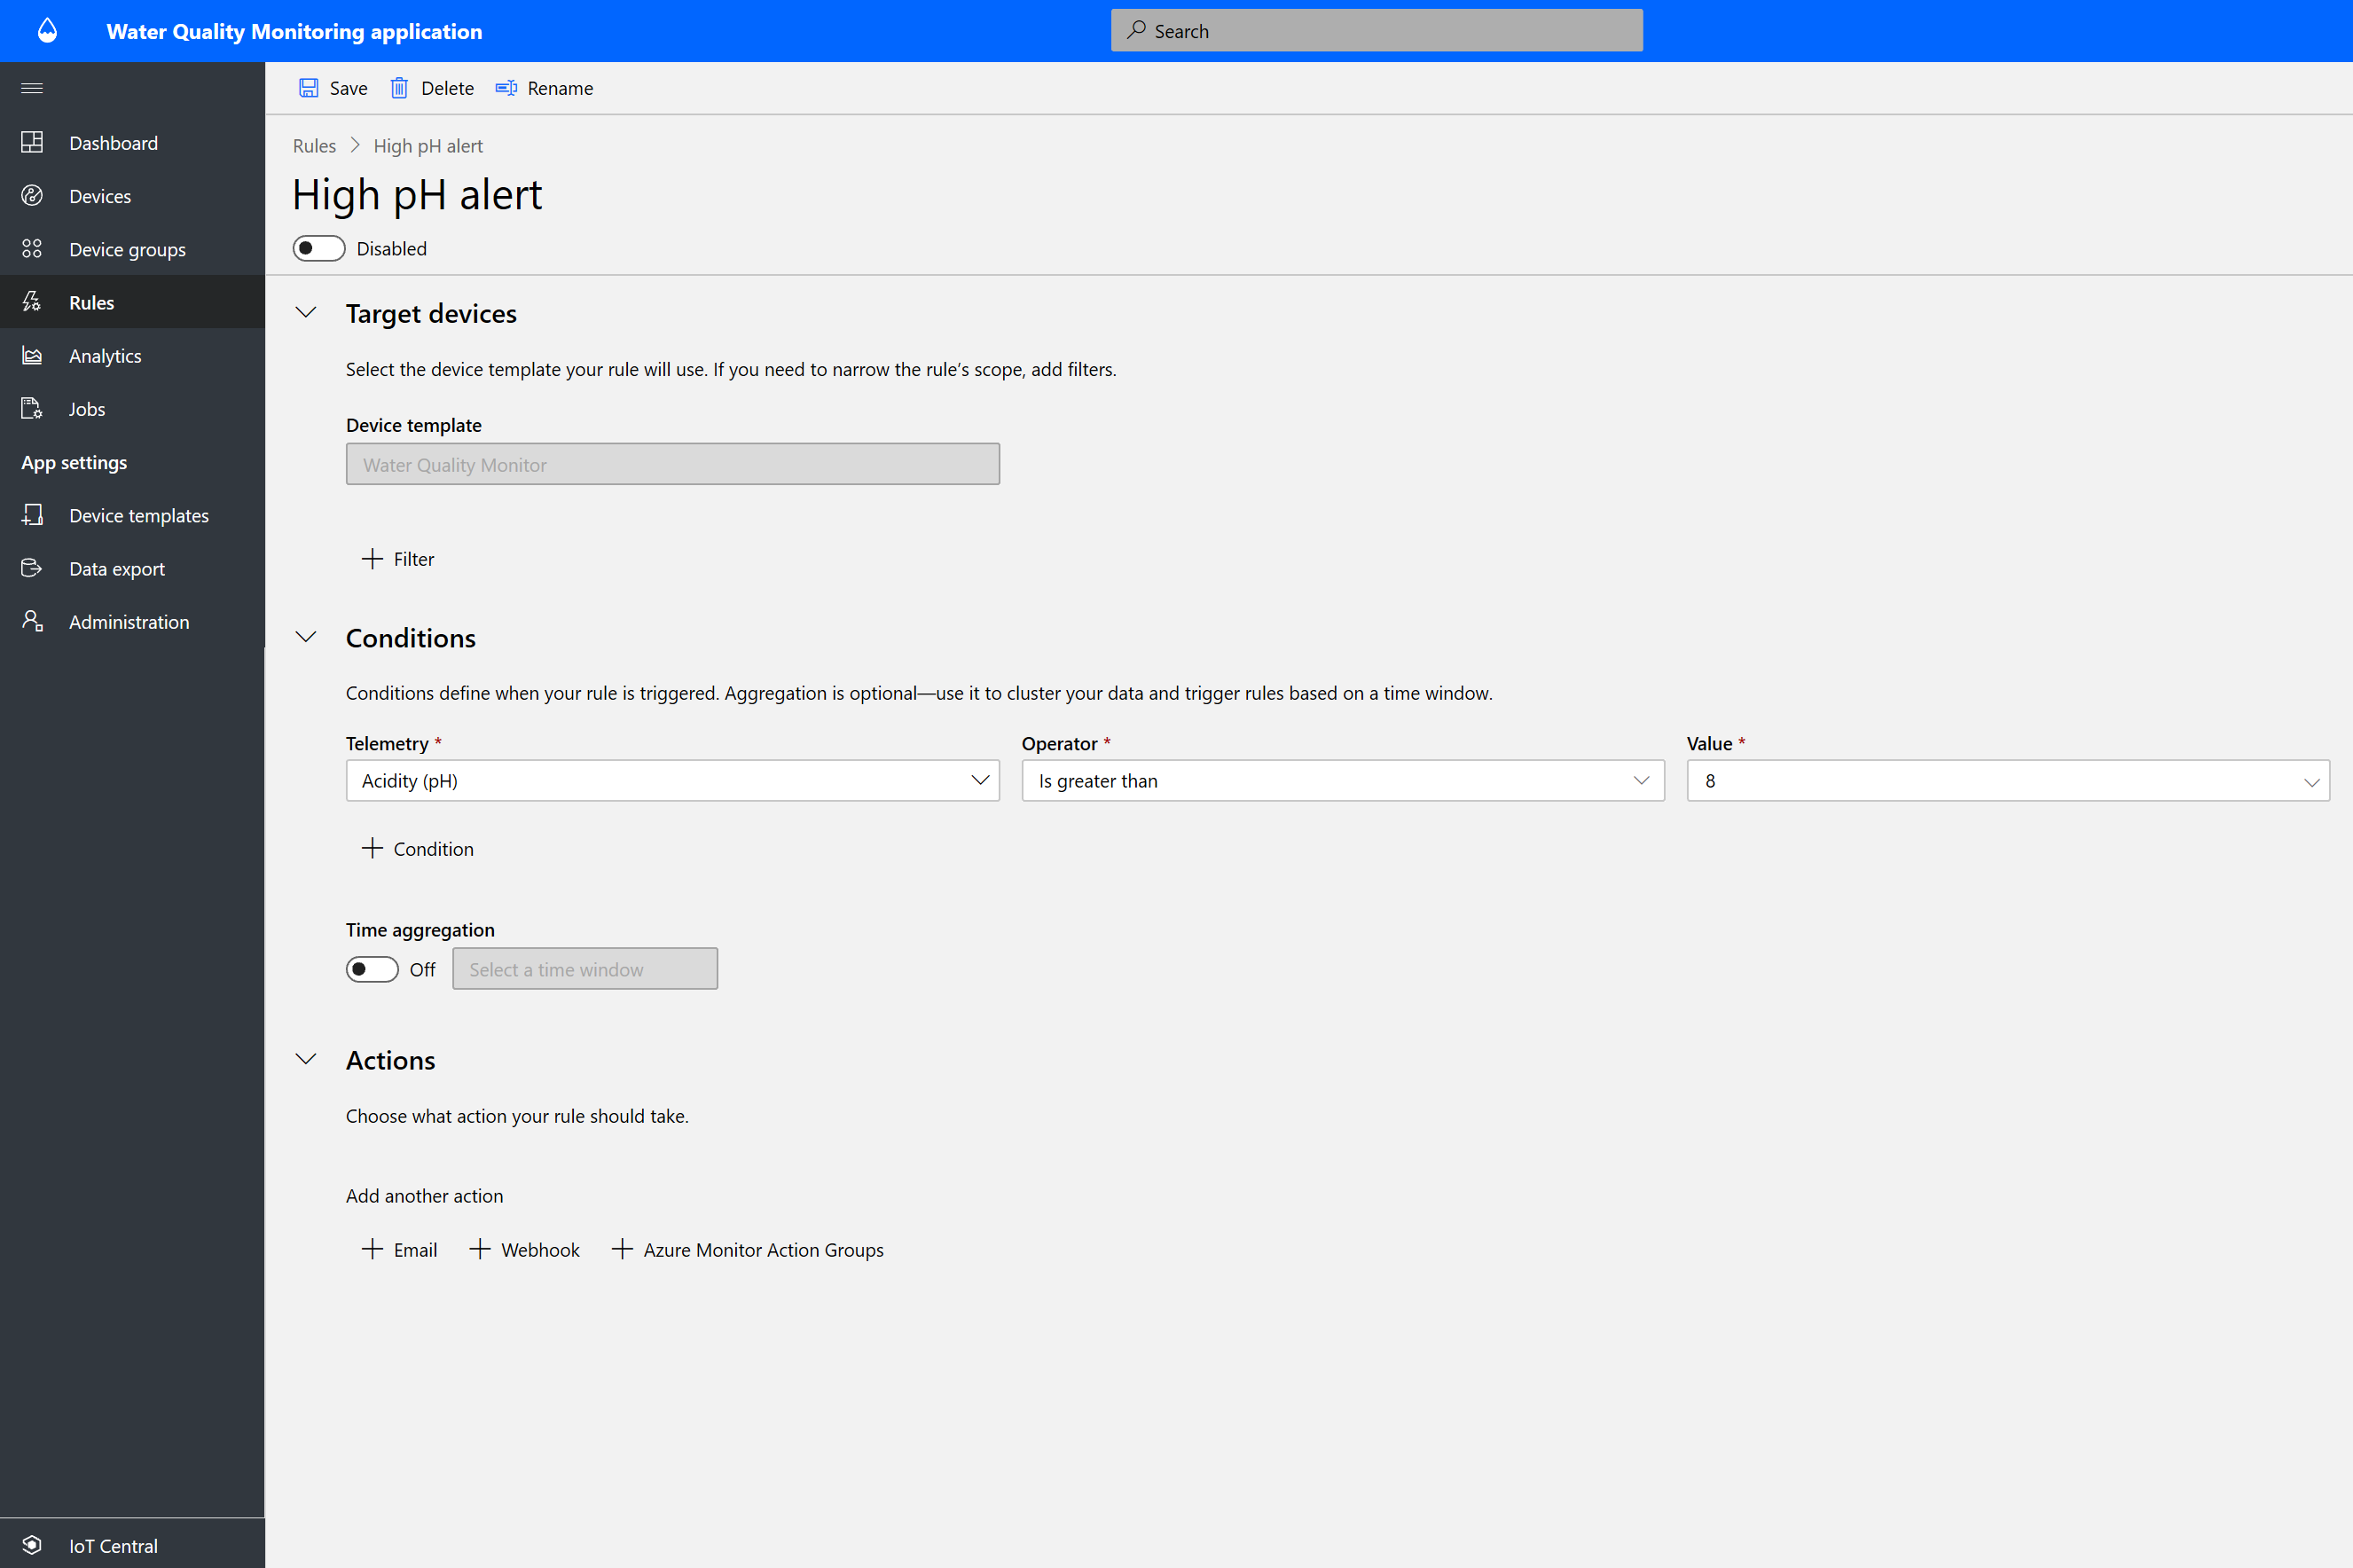 Water Quality Monitoring application
Search
Save Delete Rename
Dashboard
Devices
Device groups
Rules
Analytics
Jobs
App settings
Device templates
Data export
Administration
IoT Central
Rules > High pH alert
High pH alert
Disabled
Target devices
Select the device template your rule will use. If you need to narrow the rule’s scope, add filters.
Device template
Water Quality Monitor
Filter
Conditions
Conditions define when your rule is triggered. Aggregation is optional—use it to cluster your data and trigger rules based on a time window.
Telemetry * Operator * Value *
Acidity (pH) Is greater than 8
Condition
Time aggregation
Off Select a time window
Actions
Choose what action your rule should take.
Add another action
Email Webhook Azure Monitor Action Groups